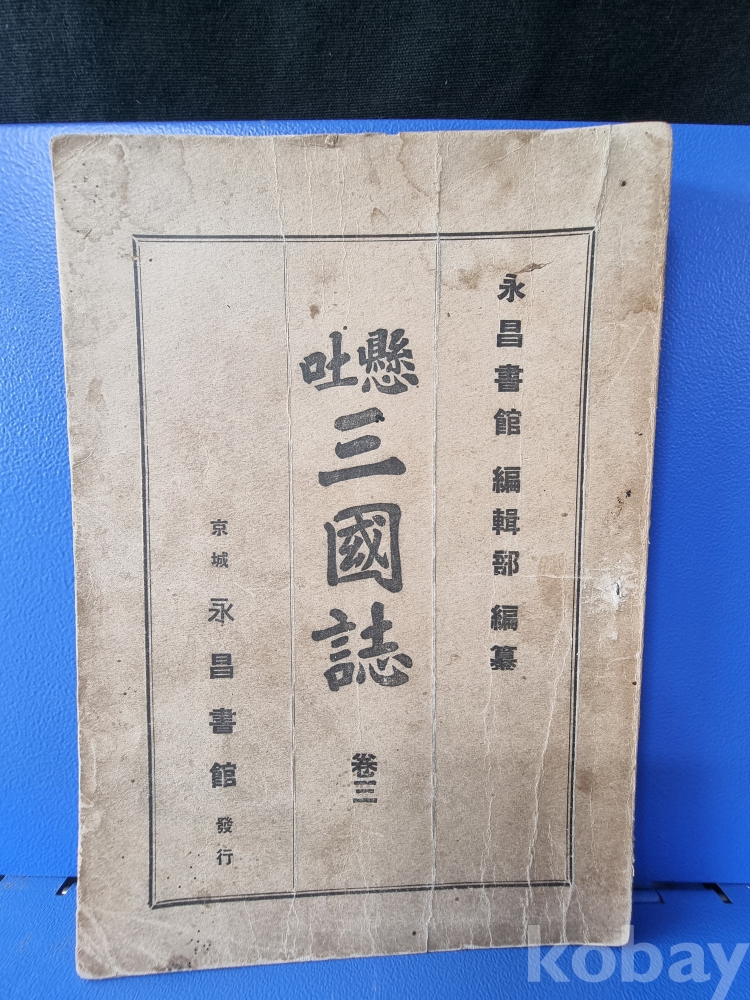 永昌書館 編輯部 編纂
懸吐
三國誌
卷三
京城 永昌書館 發行
kobay